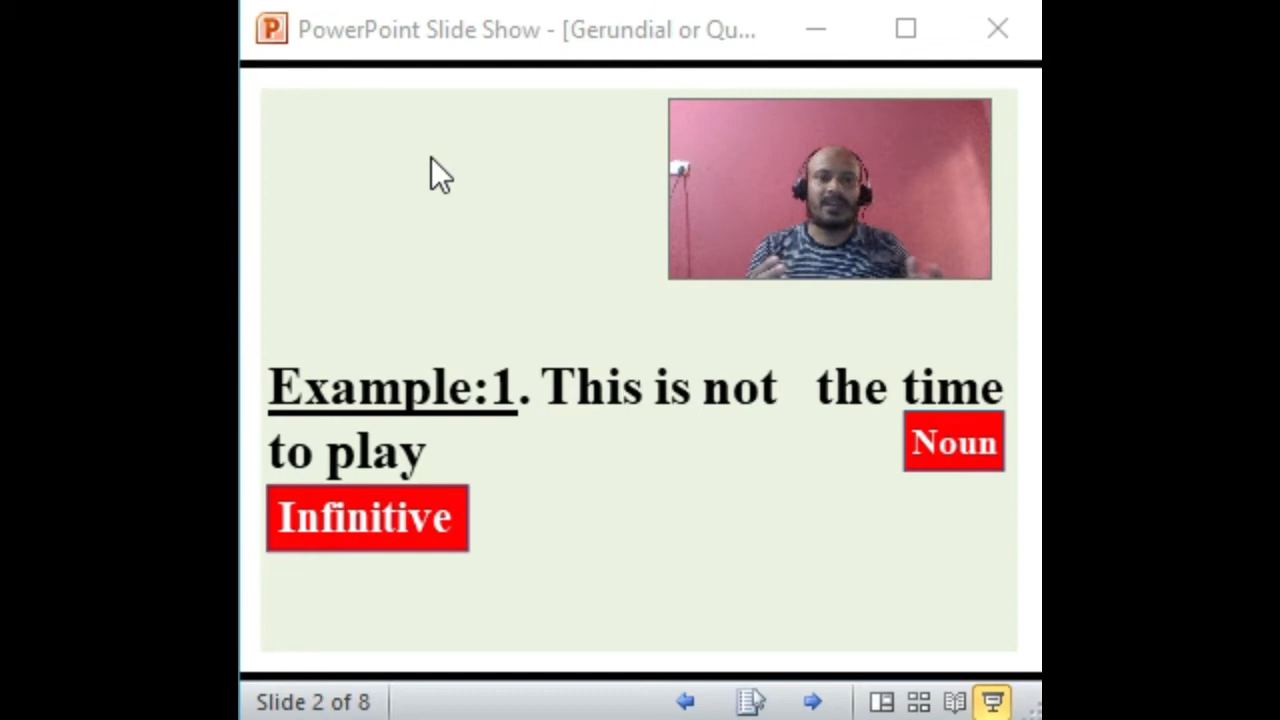 PowerPoint Slide Show - [Gerundial or Qu...
Example:1. This is not the time
Noun
to play
Infinitive
Slide 2 of 8